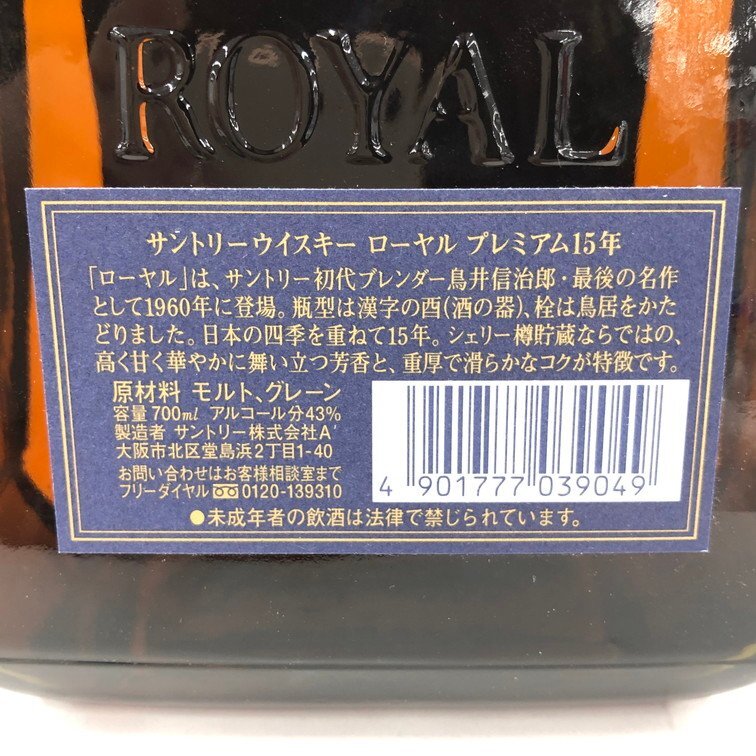 ROYAL
サントリーウイスキー ローヤル プレミアム15年
「ローヤル」は、サントリー初代ブレンダー鳥井信治郎・最後の名作
として1960年に登場。瓶型は漢字の酉(酒の器)、栓は鳥居をかた
どりました。日本の四季を重ねて15年。シェリー樽貯蔵ならではの、
高く甘く華やかに舞い立つ芳香と、重厚で滑らかなコクが特徴です。
原材料 モルト、グレーン
容量 700ml アルコール分43%
製造者 サントリー株式会社A'
大阪市北区堂島浜2丁目1-40
お問い合わせはお客様相談室まで
フリーダイヤル 0120-139310
4 901777 039049
●未成年者の飲酒は法律で禁じられています。